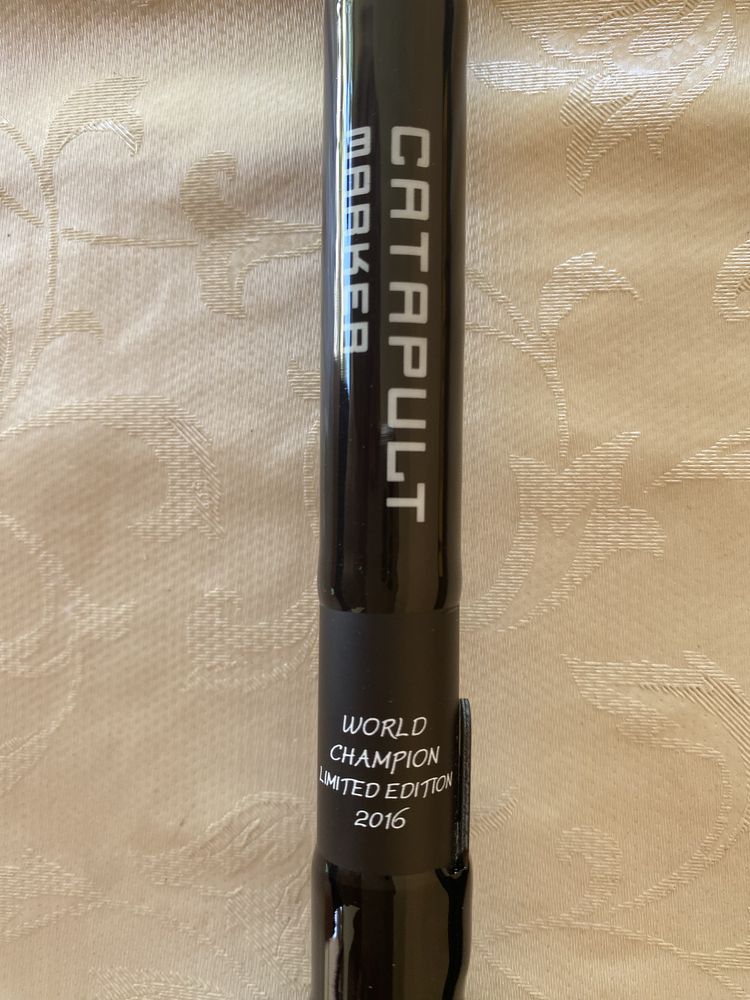 CATAPULT
MARKER
WORLD
CHAMPION
LIMITED EDITION
2016